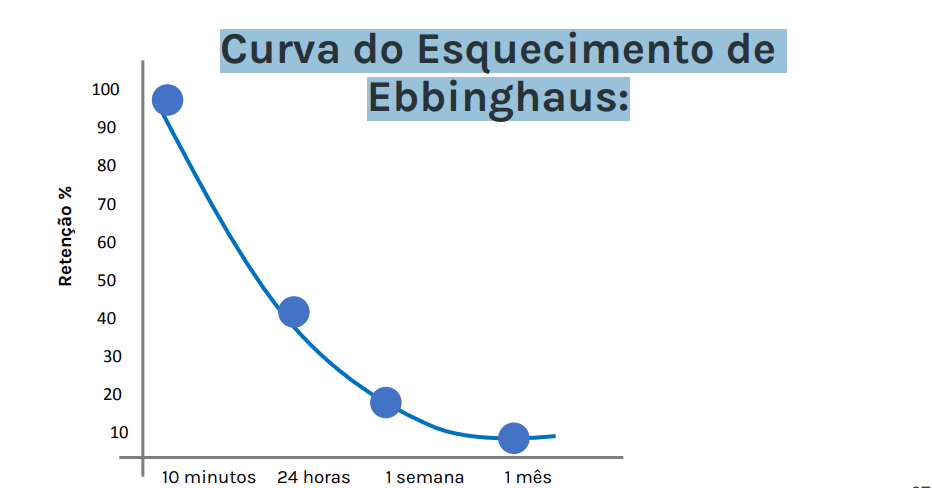 Curva do Esquecimento de
Ebbinghaus:
Retenção %
100
90
80
70
60
50
40
30
20
10
10 minutos 24 horas 1 semana 1 mês